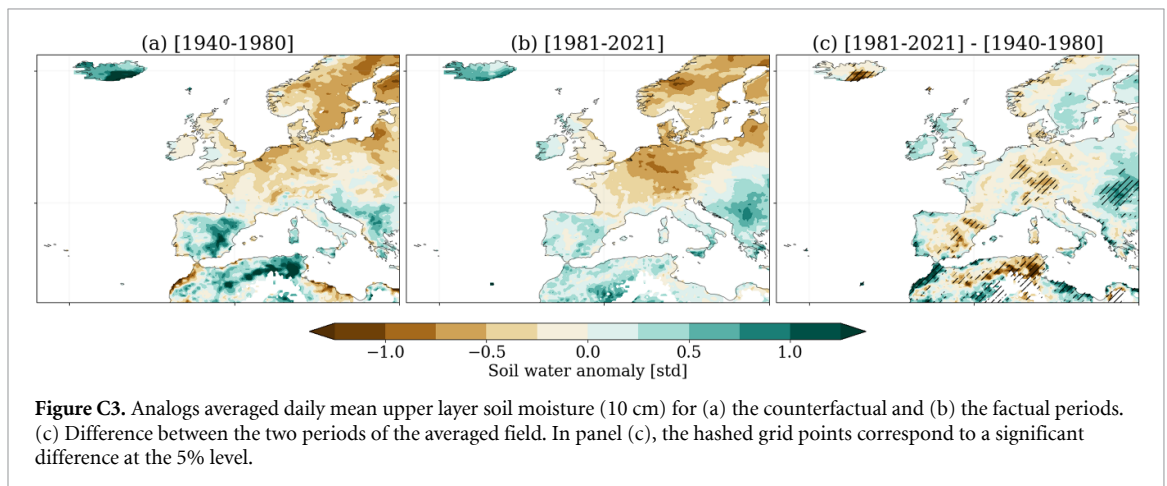 (a) [1940-1980]
(b) [1981-2021]
(c) [1981-2021] - [1940-1980]
−1.0 −0.5 0.0 0.5 1.0
Soil water anomaly [std]
Figure C3. Analogs averaged daily mean upper layer soil moisture (10 cm) for (a) the counterfactual and (b) the factual periods.
(c) Difference between the two periods of the averaged field. In panel (c), the hashed grid points correspond to a significant
difference at the 5% level.